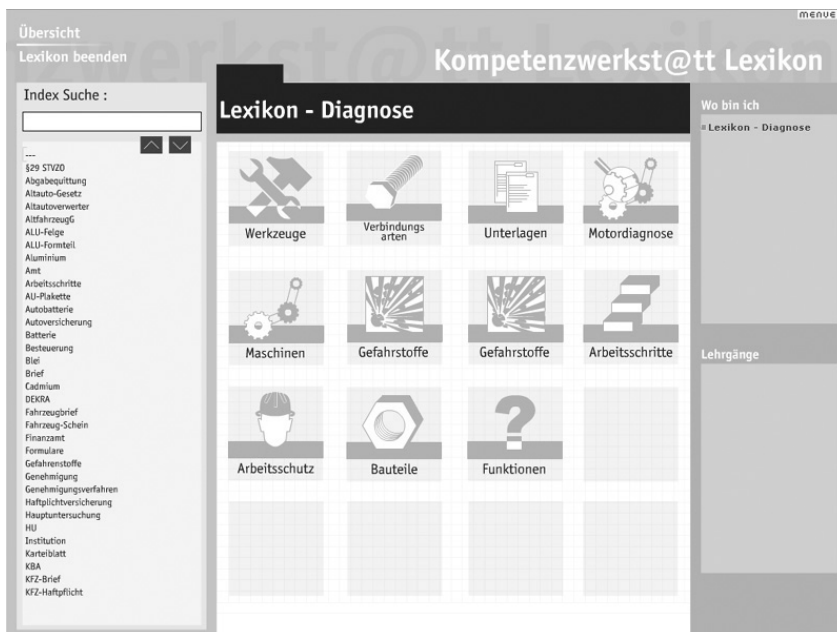 menue
Übersicht
Lexikon beenden
Kompetenzwerkst@tt Lexikon
Index Suche :
---
§29 STVZO
Abgabequittung
Altauto-Gesetz
Altautoverwerter
AltfahrzeugG
ALU-Felge
ALU-Formteil
Aluminium
Amt
Arbeitsschritte
AU-Plakette
Autobatterie
Autoversicherung
Batterie
Besteuerung
Blei
Brief
Cadmium
DEKRA
Fahrzeugbrief
Fahrzeug-Schein
Finanzamt
Formulare
Gefahrenstoffe
Genehmigung
Genehmigungsverfahren
Haftplichtversicherung
Hauptuntersuchung
HU
Institution
Karteiblatt
KBA
KFZ-Brief
KFZ-Haftpflicht
Lexikon - Diagnose
Werkzeuge
Verbindungs
arten
Unterlagen
Motordiagnose
Maschinen
Gefahrstoffe
Gefahrstoffe
Arbeitsschritte
Arbeitsschutz
Bauteile
?
Funktionen
Wo bin ich
Lexikon - Diagnose
Lehrgänge